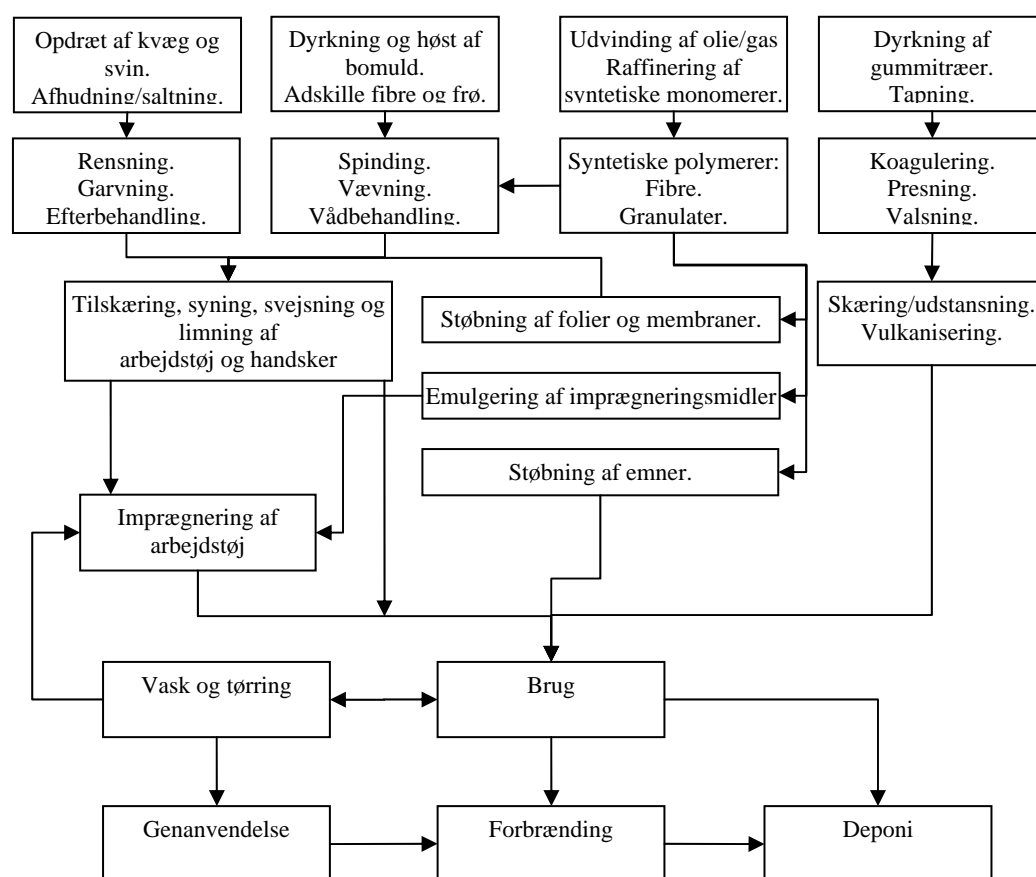 Opdræt af kvæg og
svin.
Afhudning/saltning.
Dyrkning og høst af
bomuld.
Adskille fibre og frø.
Udvinding af olie/gas
Raffinering af
syntetiske monomerer.
Dyrkning af
gummitræer.
Tapning.
Rensning.
Garvning.
Efterbehandling.
Spinding.
Vævning.
Vådbehandling.
Syntetiske polymerer:
Fibre.
Granulater.
Koagulering.
Presning.
Valsning.
Tilskæring, syning, svejsning og
limning af
arbejdstøj og handsker
Støbning af folier og membraner.
Skæring/udstansning.
Vulkanisering.
Emulgering af imprægneringsmidler
Støbning af emner.
Imprægnering af
arbejdstøj
Vask og tørring
Brug
Genanvendelse
Forbrænding
Deponi